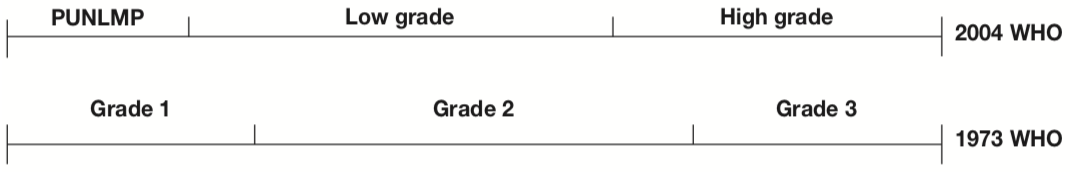 PUNLMP Low grade High grade
2004 WHO
Grade 1 Grade 2 Grade 3
1973 WHO